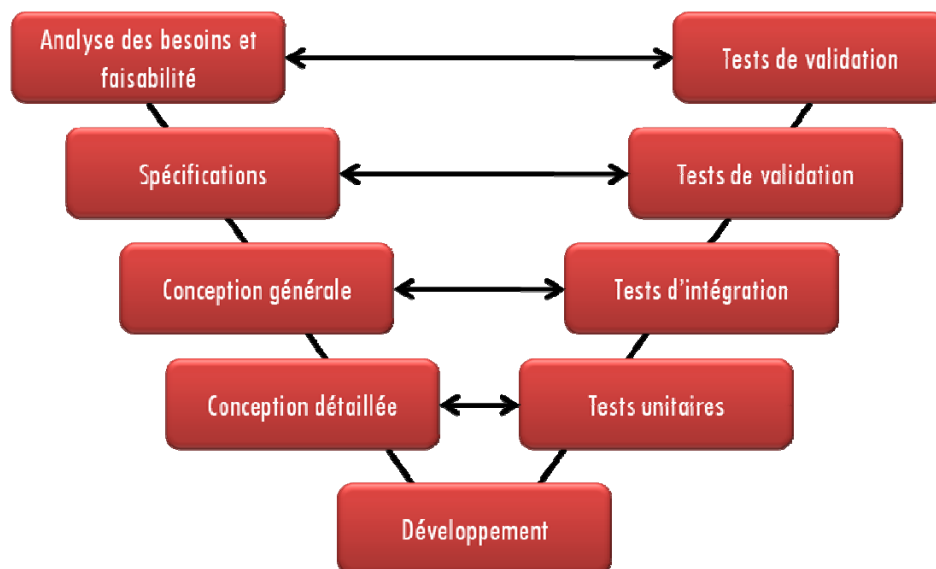 Analyse des besoins et
faisabilité
Tests de validation
Spécifications
Tests de validation
Conception générale
Tests d'intégration
Conception détaillée
Tests unitaires
Développement